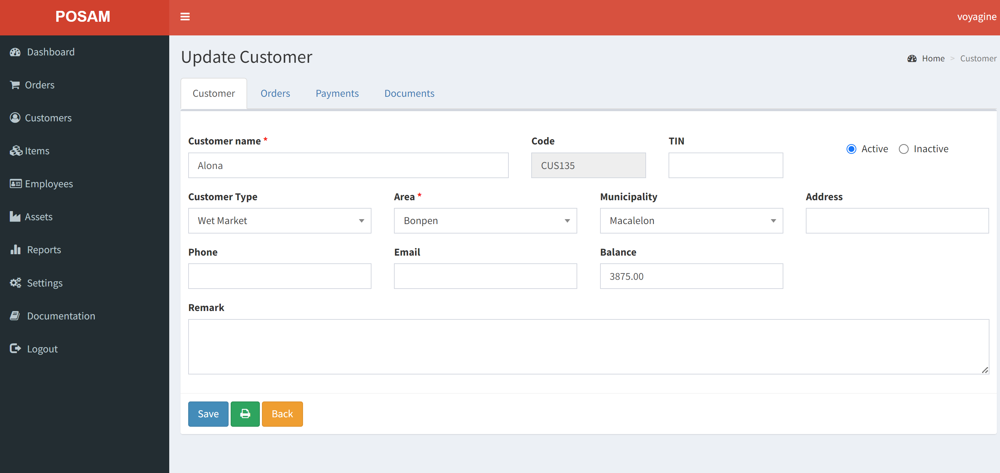 POSAM
voyagine
Dashboard
Orders
Customers
Items
Employees
Assets
Reports
Settings
Documentation
Logout
Update Customer
Home > Customer
Customer Orders Payments Documents
Customer name * Code TIN
Active Inactive
Alona CUS135
Customer Type Area * Municipality Address
Wet Market Bonpen Macalelon
Phone Email Balance
3875.00
Remark
Save Back